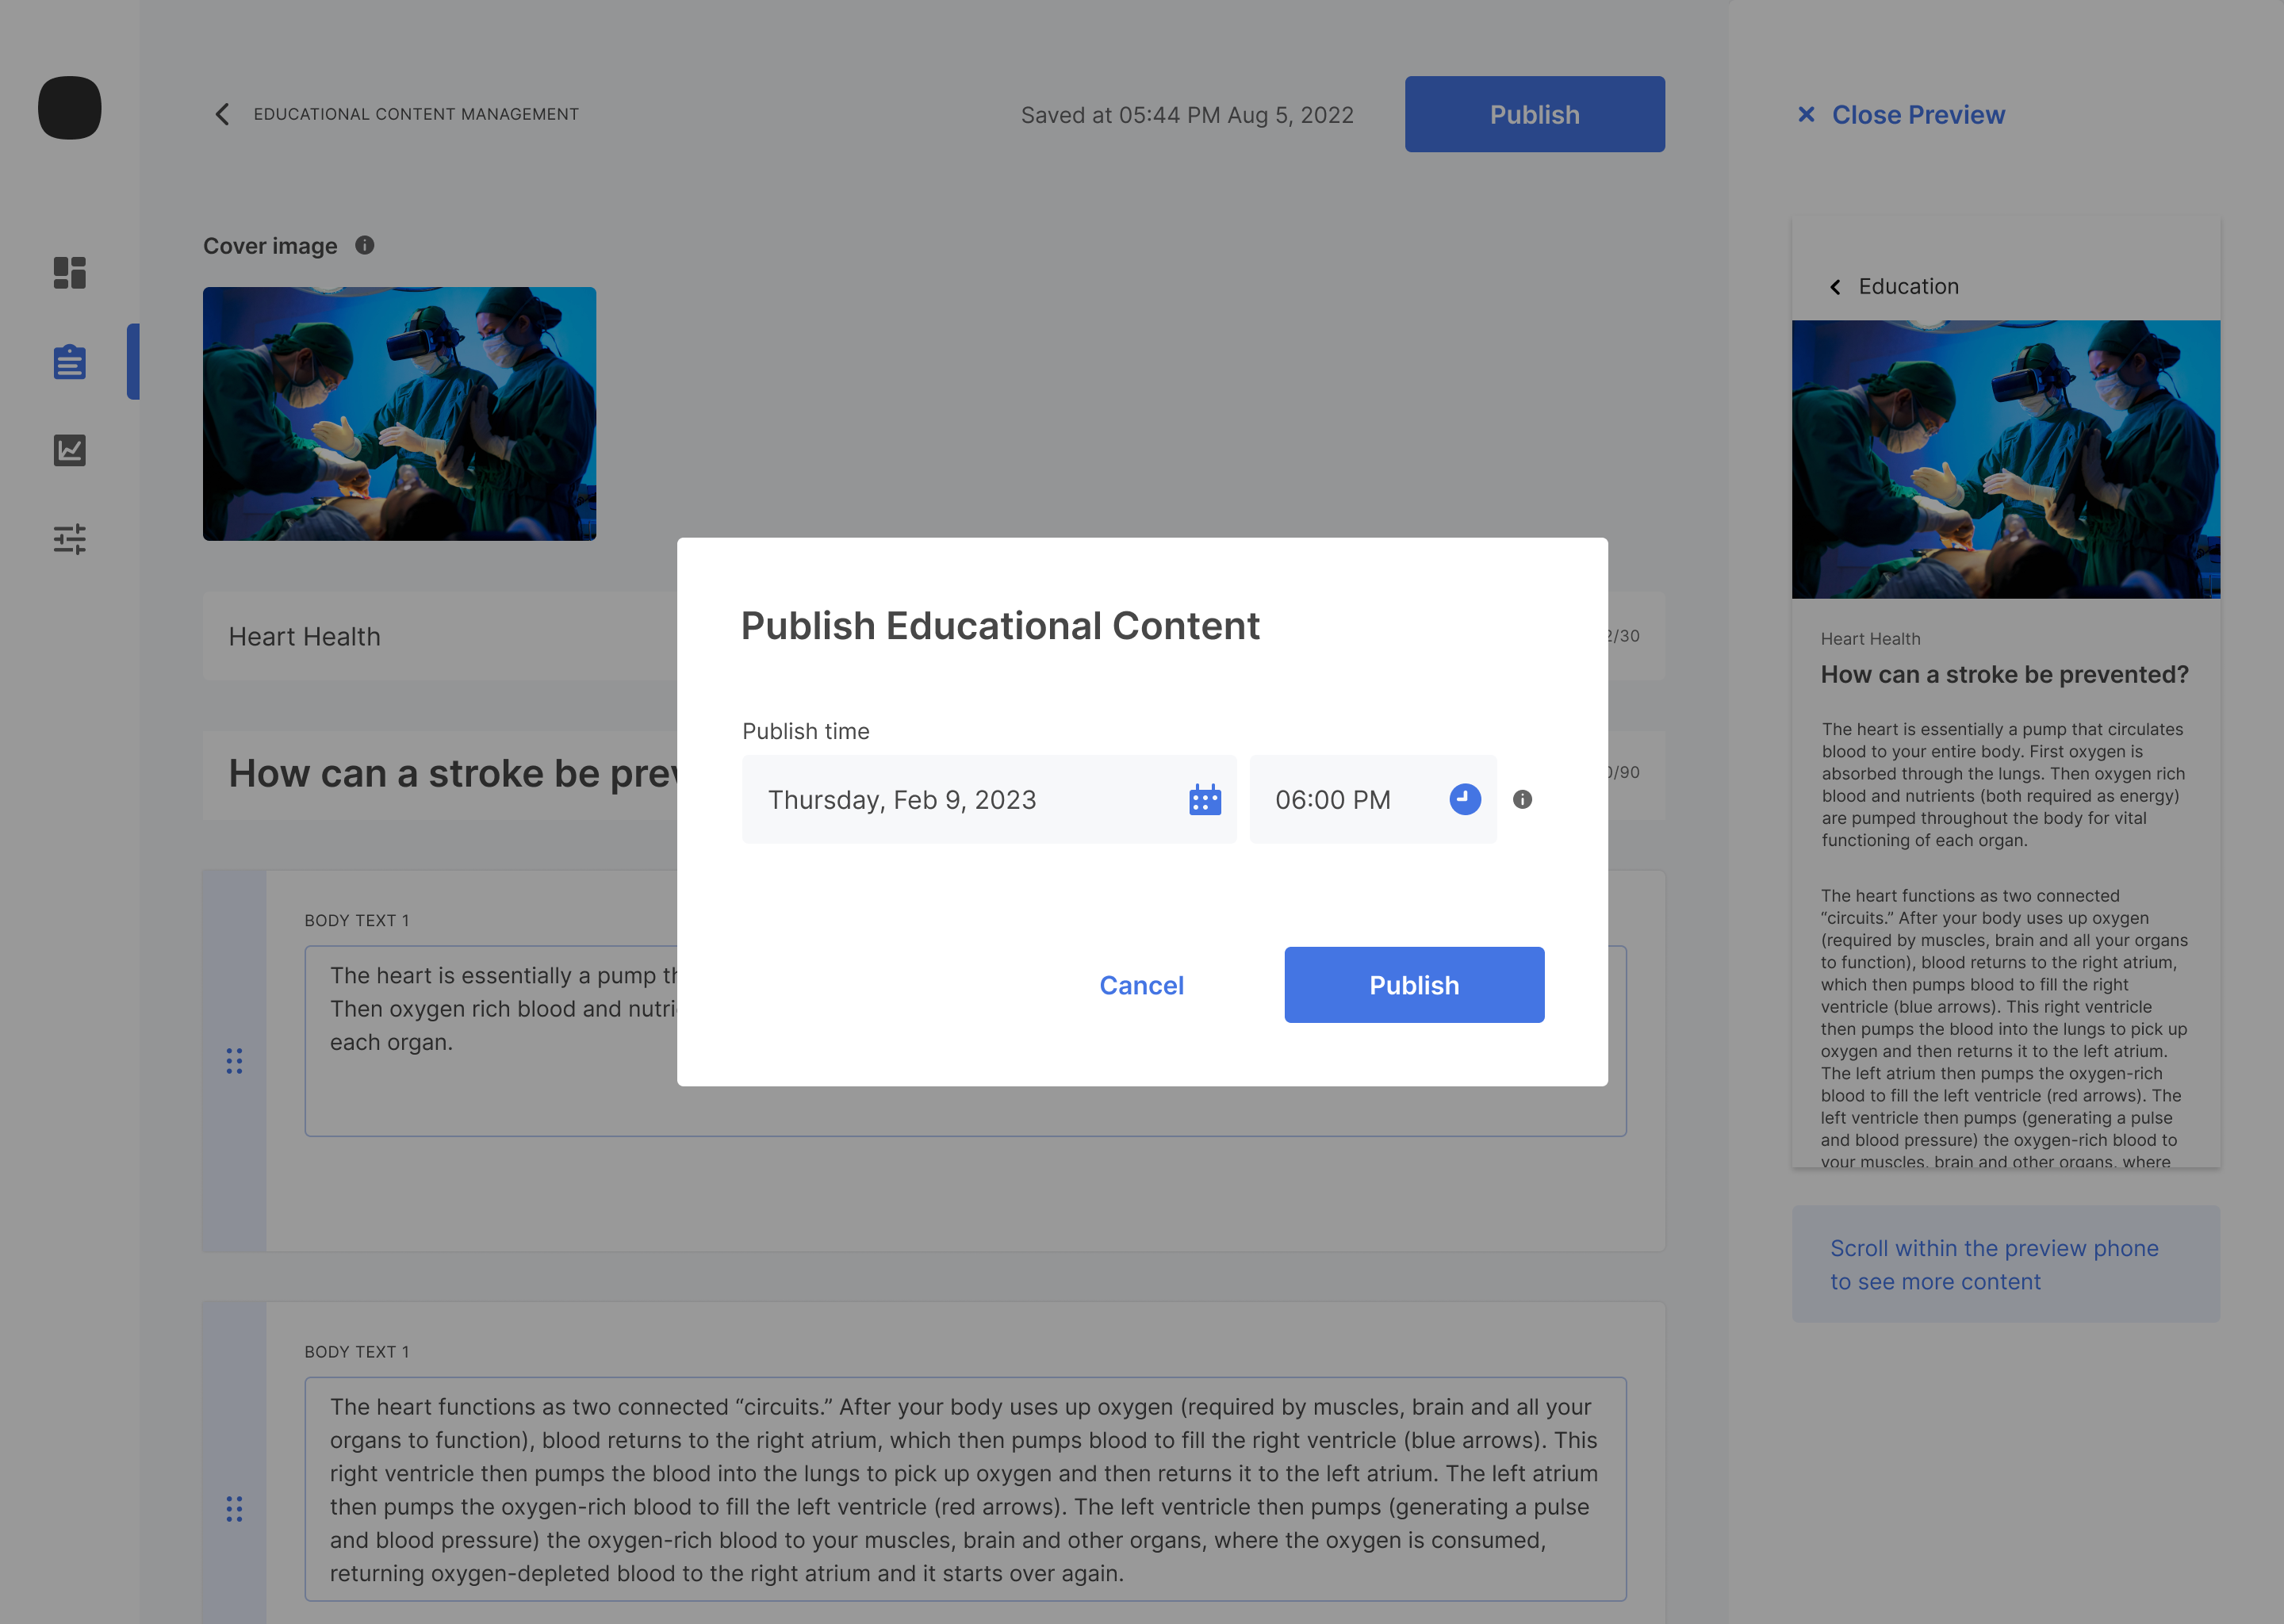 EDUCATIONAL CONTENT MANAGEMENT
Saved at 05:44 PM Aug 5, 2022
Publish
Close Preview
Cover image
Heart Health
2/30
How can a stroke be
0/90
BODY TEXT 1
The heart is essentially a pump
Then oxygen rich blood and
each organ.
BODY TEXT 1
The heart functions as two connected “circuits.” After your body uses up oxygen (required by muscles, brain and all your
organs to function), blood returns to the right atrium, which then pumps blood to fill the right ventricle (blue arrows). This
right ventricle then pumps the blood into the lungs to pick up oxygen and then returns it to the left atrium. The left atrium
then pumps the oxygen-rich blood to fill the left ventricle (red arrows). The left ventricle then pumps (generating a pulse
and blood pressure) the oxygen-rich blood to your muscles, brain and other organs, where the oxygen is consumed,
returning oxygen-depleted blood to the right atrium and it starts over again.
Publish Educational Content
Publish time
Thursday, Feb 9, 2023
06:00 PM
Cancel
Publish
Education
Heart Health
How can a stroke be prevented?
The heart is essentially a pump that circulates
blood to your entire body. First oxygen is
absorbed through the lungs. Then oxygen rich
blood and nutrients (both required as energy)
are pumped throughout the body for vital
functioning of each organ.
The heart functions as two connected
“circuits.” After your body uses up oxygen
(required by muscles, brain and all your organs
to function), blood returns to the right atrium,
which then pumps blood to fill the right
ventricle (blue arrows). This right ventricle
then pumps the blood into the lungs to pick up
oxygen and then returns it to the left atrium.
The left atrium then pumps the oxygen-rich
blood to fill the left ventricle (red arrows). The
left ventricle then pumps (generating a pulse
and blood pressure) the oxygen-rich blood to
your muscles, brain and other organs, where
Scroll within the preview phone
to see more content